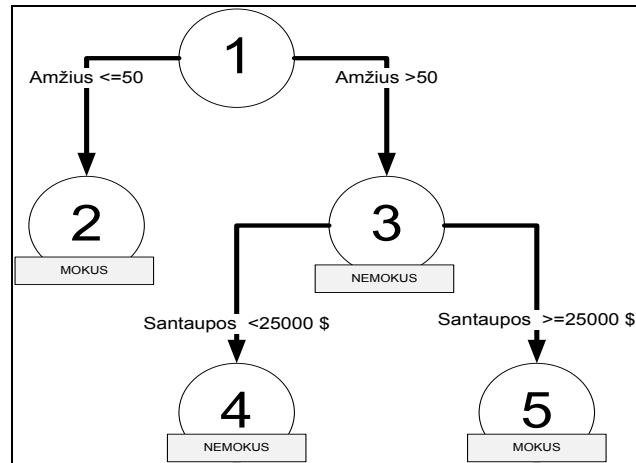 1
Amžius <=50
Amžius >50
2
MOKUS
3
NEMOKUS
Santaupos <25000 $
Santaupos >=25000 $
4
NEMOKUS
5
MOKUS